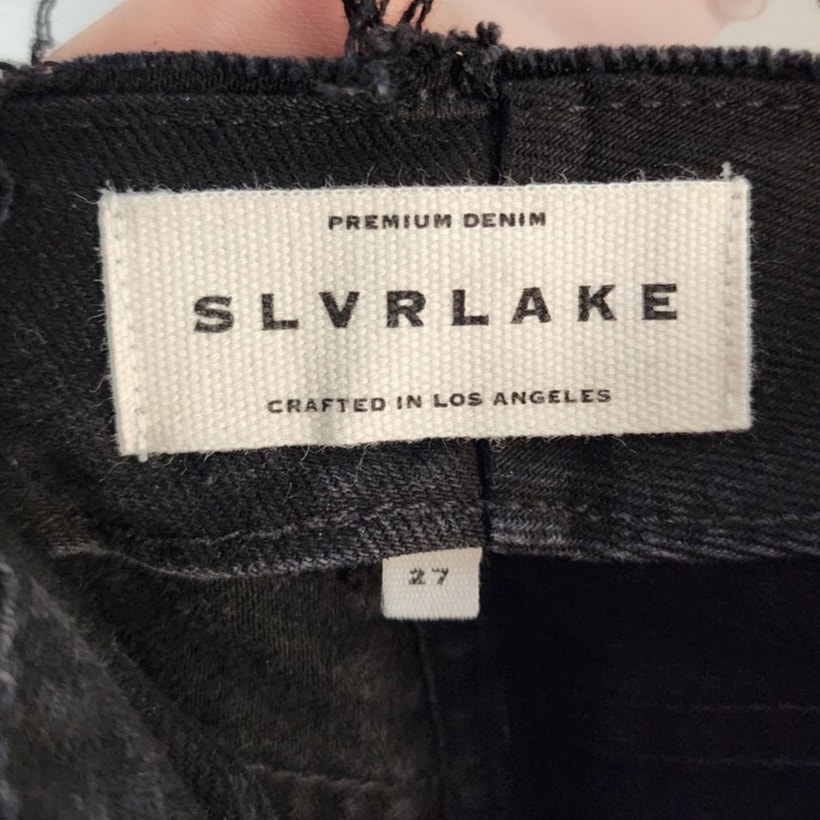 PREMIUM DENIM
SLVRLAKE
CRAFTED IN LOS ANGELES
27